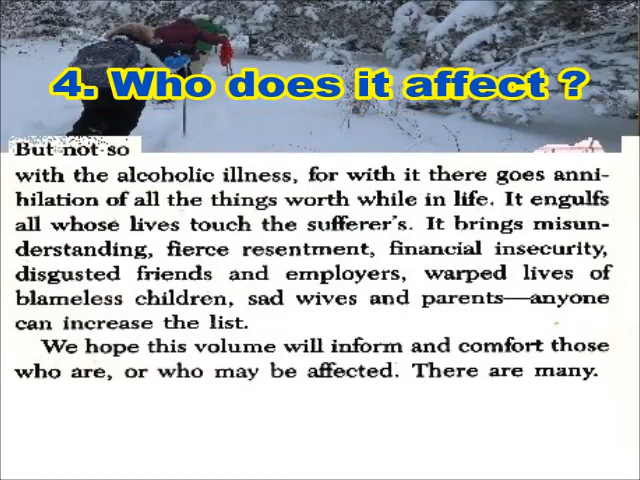 4. Who does it affect ?
But not so
with the alcoholic illness, for with it there goes anni-
hilation of all the things worth while in life. It engulfs
all whose lives touch the sufferer's. It brings misun-
derstanding, fierce resentment, financial insecurity,
disgusted friends and employers, warped lives of
blameless children, sad wives and parents—anyone
can increase the list.
We hope this volume will inform and comfort those
who are, or who may be affected. There are many.